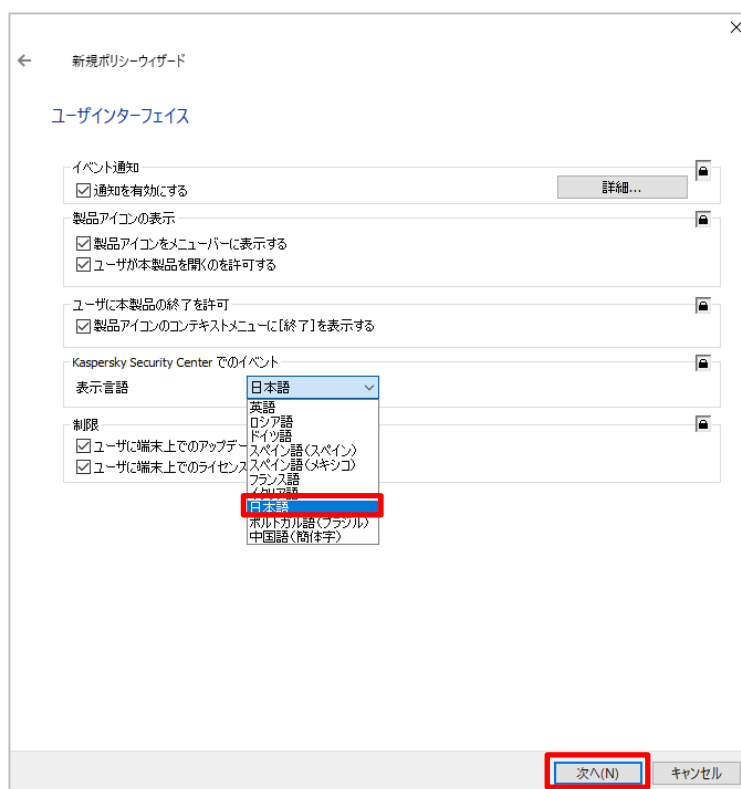 新規ポリシーウィザード
ユーザインターフェイス
イベント通知
通知を有効にする
詳細...
製品アイコンの表示
製品アイコンをメニューバーに表示する
ユーザが本製品を開くのを許可する
ユーザに本製品の終了を許可
製品アイコンのコンテキストメニューに[終了]を表示する
Kaspersky Security Center でのイベント
表示言語
日本語
英語
ロシア語
ドイツ語
スペイン語(スペイン)
スペイン語(メキシコ)
フランス語
イタリア語
日本語
ポルトガル語(ブラジル)
中国語(簡体字)
制限
ユーザに端末上でのアップデー
ユーザに端末上でのライセンス
次へ(N)
キャンセル